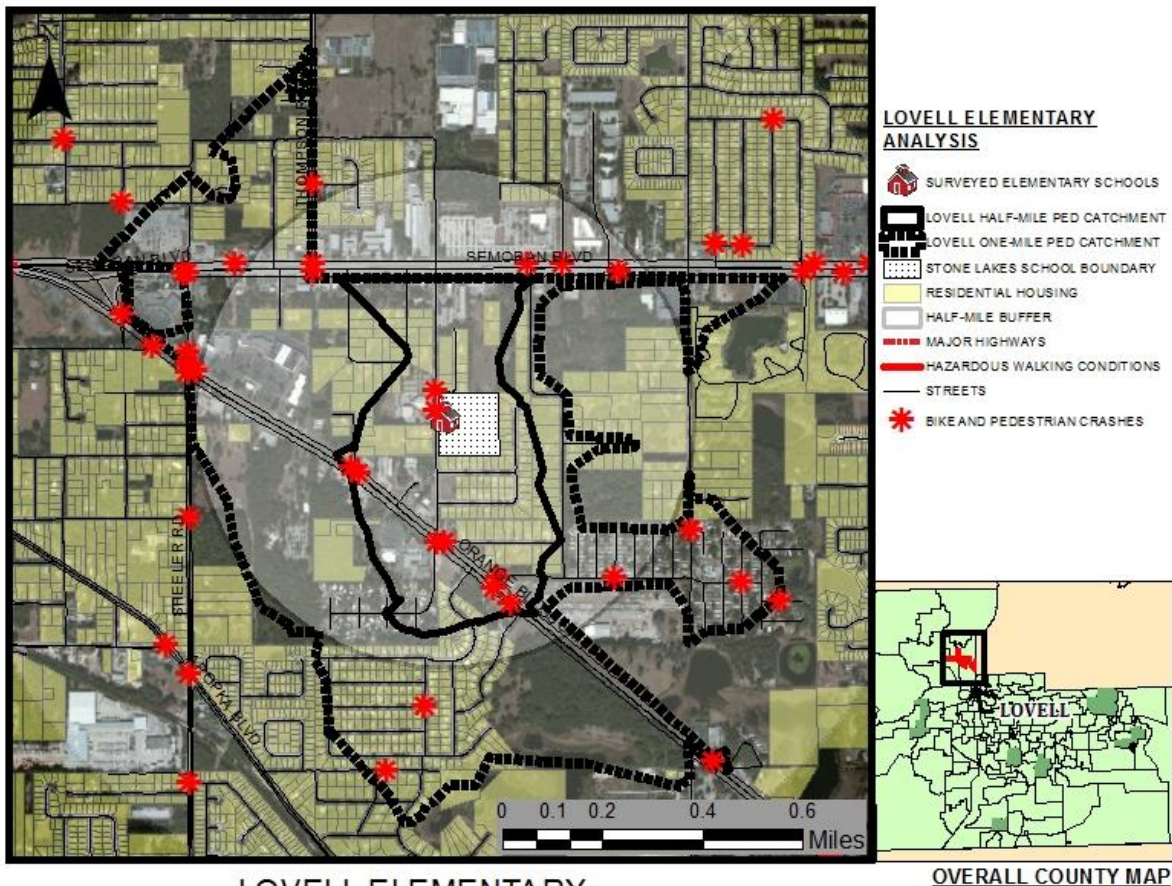 THOMPSON R
SEMORAN BLVD
SEMORAN BLVD
ORANGE BL
SHEELER RD
APOPKA BLVD
0 0.1 0.2 0.4 0.6
Miles
LOVELL ELEMENTARY
ANALYSIS
SURVEYED ELEMENTARY SCHOOLS
LOVELL HALF-MILE PED CATCHMENT
LOVELL ONE-MILE PED CATCHMENT
STONE LAKES SCHOOL BOUNDARY
RESIDENTIAL HOUSING
HALF-MILE BUFFER
MAJOR HIGHWAYS
HAZARDOUS WALKING CONDITIONS
STREETS
BIKE AND PEDESTRIAN CRASHES
LOVELL
OVERALL COUNTY MAP
LOVELL ELEMENTARY